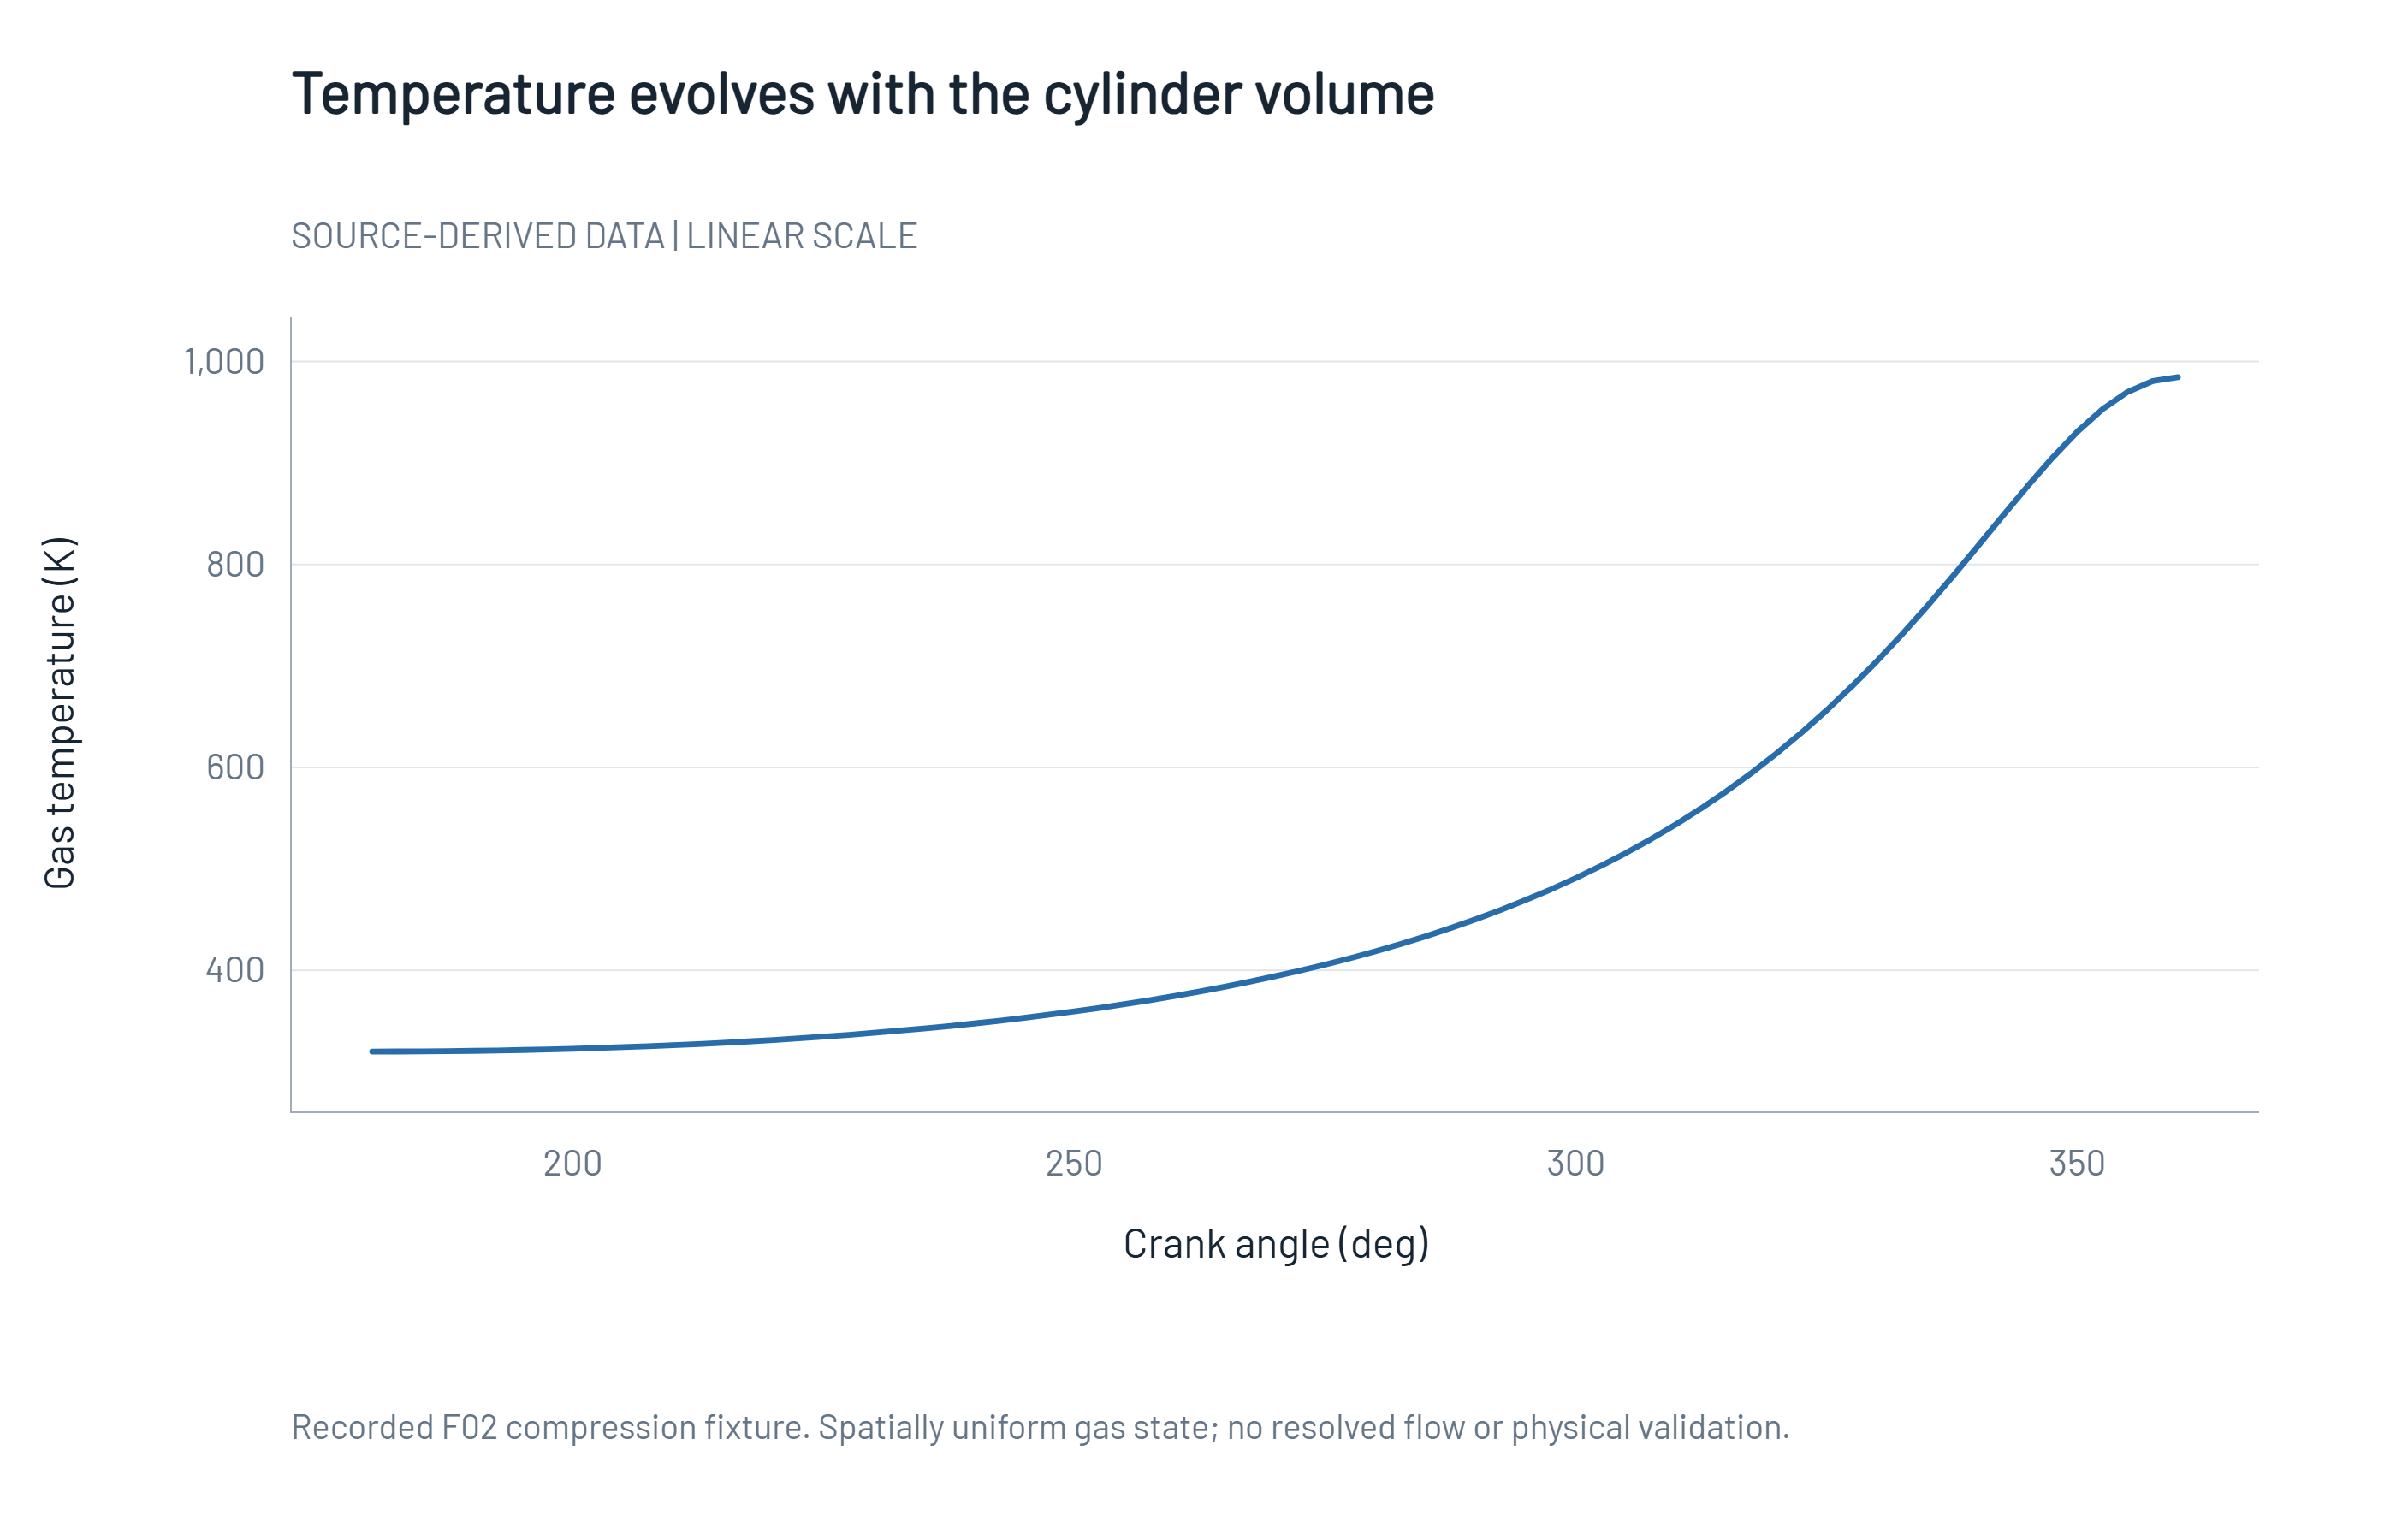 Temperature evolves with the cylinder volume
SOURCE-DERIVED DATA | LINEAR SCALE
1,000
800
600
400
Gas temperature (K)
200
250
300
350
Crank angle (deg)
Recorded F02 compression fixture. Spatially uniform gas state; no resolved flow or physical validation.